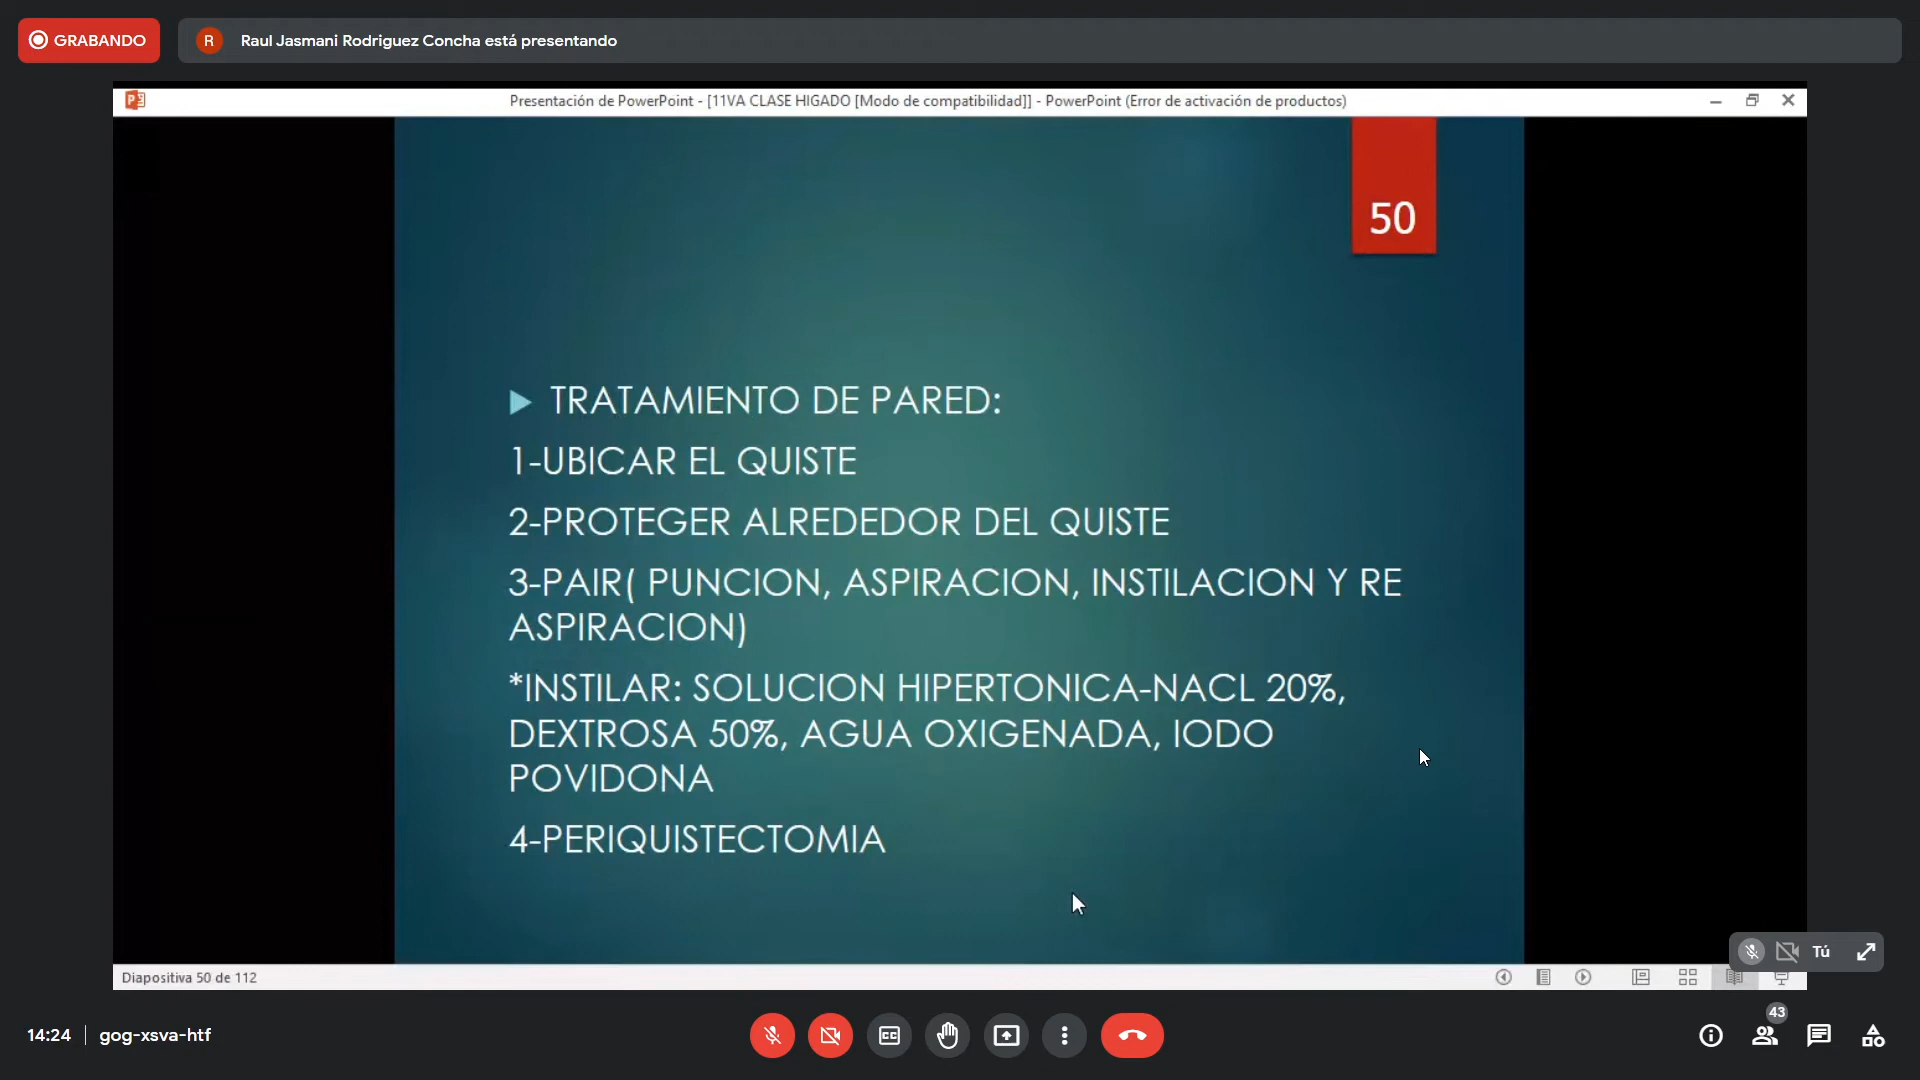 GRABANDO
R
Raul Jasmani Rodriguez Concha está presentando
Presentación de PowerPoint - [11VA CLASE HIGADO [Modo de compatibilidad]] - PowerPoint (Error de activación de productos)
50
TRATAMIENTO DE PARED:
1-UBICAR EL QUISTE
2-PROTEGER ALREDEDOR DEL QUISTE
3-PAIR( PUNCION, ASPIRACION, INSTILACION Y RE
ASPIRACION)
*INSTILAR: SOLUCION HIPERTONICA-NACL 20%,
DEXTROSA 50%, AGUA OXIGENADA, IODO
POVIDONA
4-PERIQUISTECTOMIA
Tú
Diapositiva 50 de 112
14:24
gog-xsva-htf
CC
43